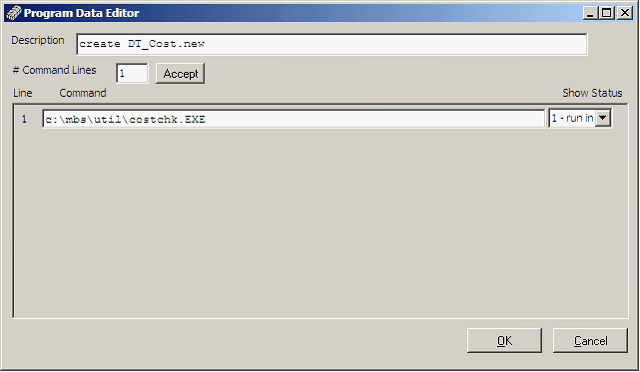 Program Data Editor
Description create DT_Cost.new
# Command Lines 1 Accept
Line Command Show Status
1 c:\mbs\util\costchk.EXE 1 - run in
OK Cancel